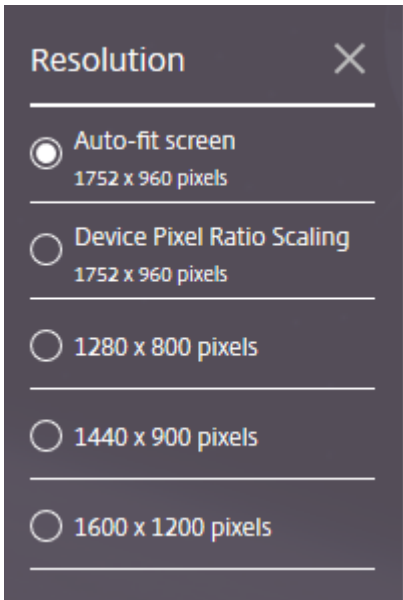 Resolution
Auto-fit screen
1752 x 960 pixels
Device Pixel Ratio Scaling
1752 x 960 pixels
1280 x 800 pixels
1440 x 900 pixels
1600 x 1200 pixels